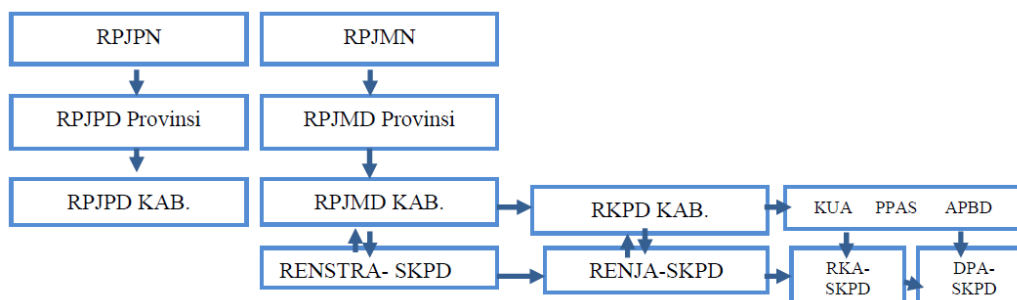 RPJPN
RPJMN
RPJPD Provinsi
RPJMD Provinsi
RPJPD KAB.
RPJMD KAB.
RKPD KAB.
KUA PPAS APBD
RENSTRA- SKPD
RENJA-SKPD
RKA-
SKPD
DPA-
SKPD